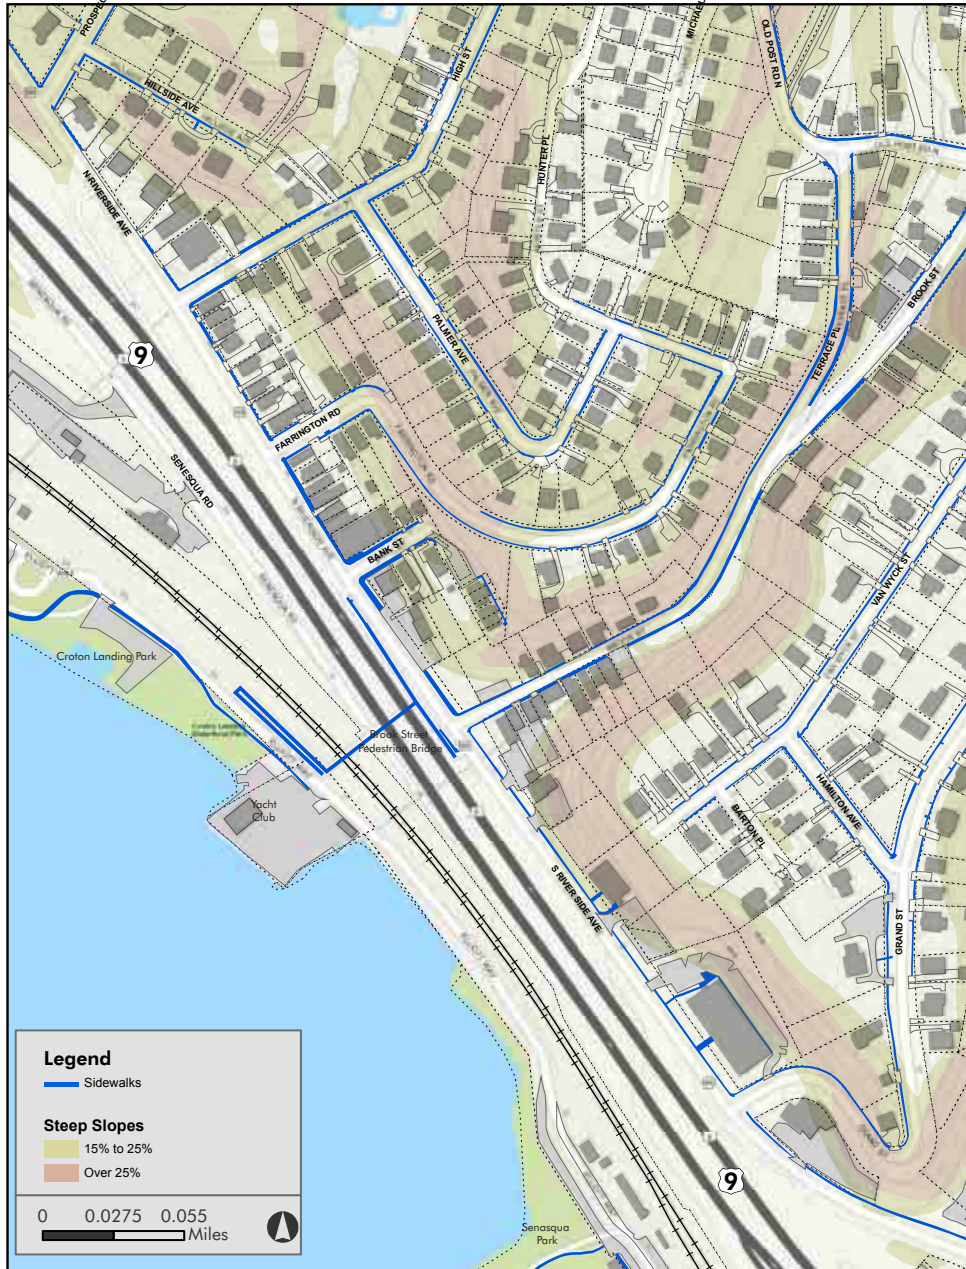 PROSPEC
HILLSIDE AVE
HIGH ST
MICHAEL
OLD POST RD N
N RIVERSIDE AVE
HUNTER PL
9
PALMER AVE
TERRACE PL
BROOK ST
FARRINGTON RD
SENESQUA RD
BANK ST
VAN WYCK ST
Croton Landing Park
Brook Street
Pedestrian Bridge
Yacht
Club
HAMILTON AVE
BARTON PL
S RIVER SIDE AVE
GRAND ST
9
Senasqua
Park
Legend
Sidewalks
Steep Slopes
15% to 25%
Over 25%
0 0.0275 0.055
Miles